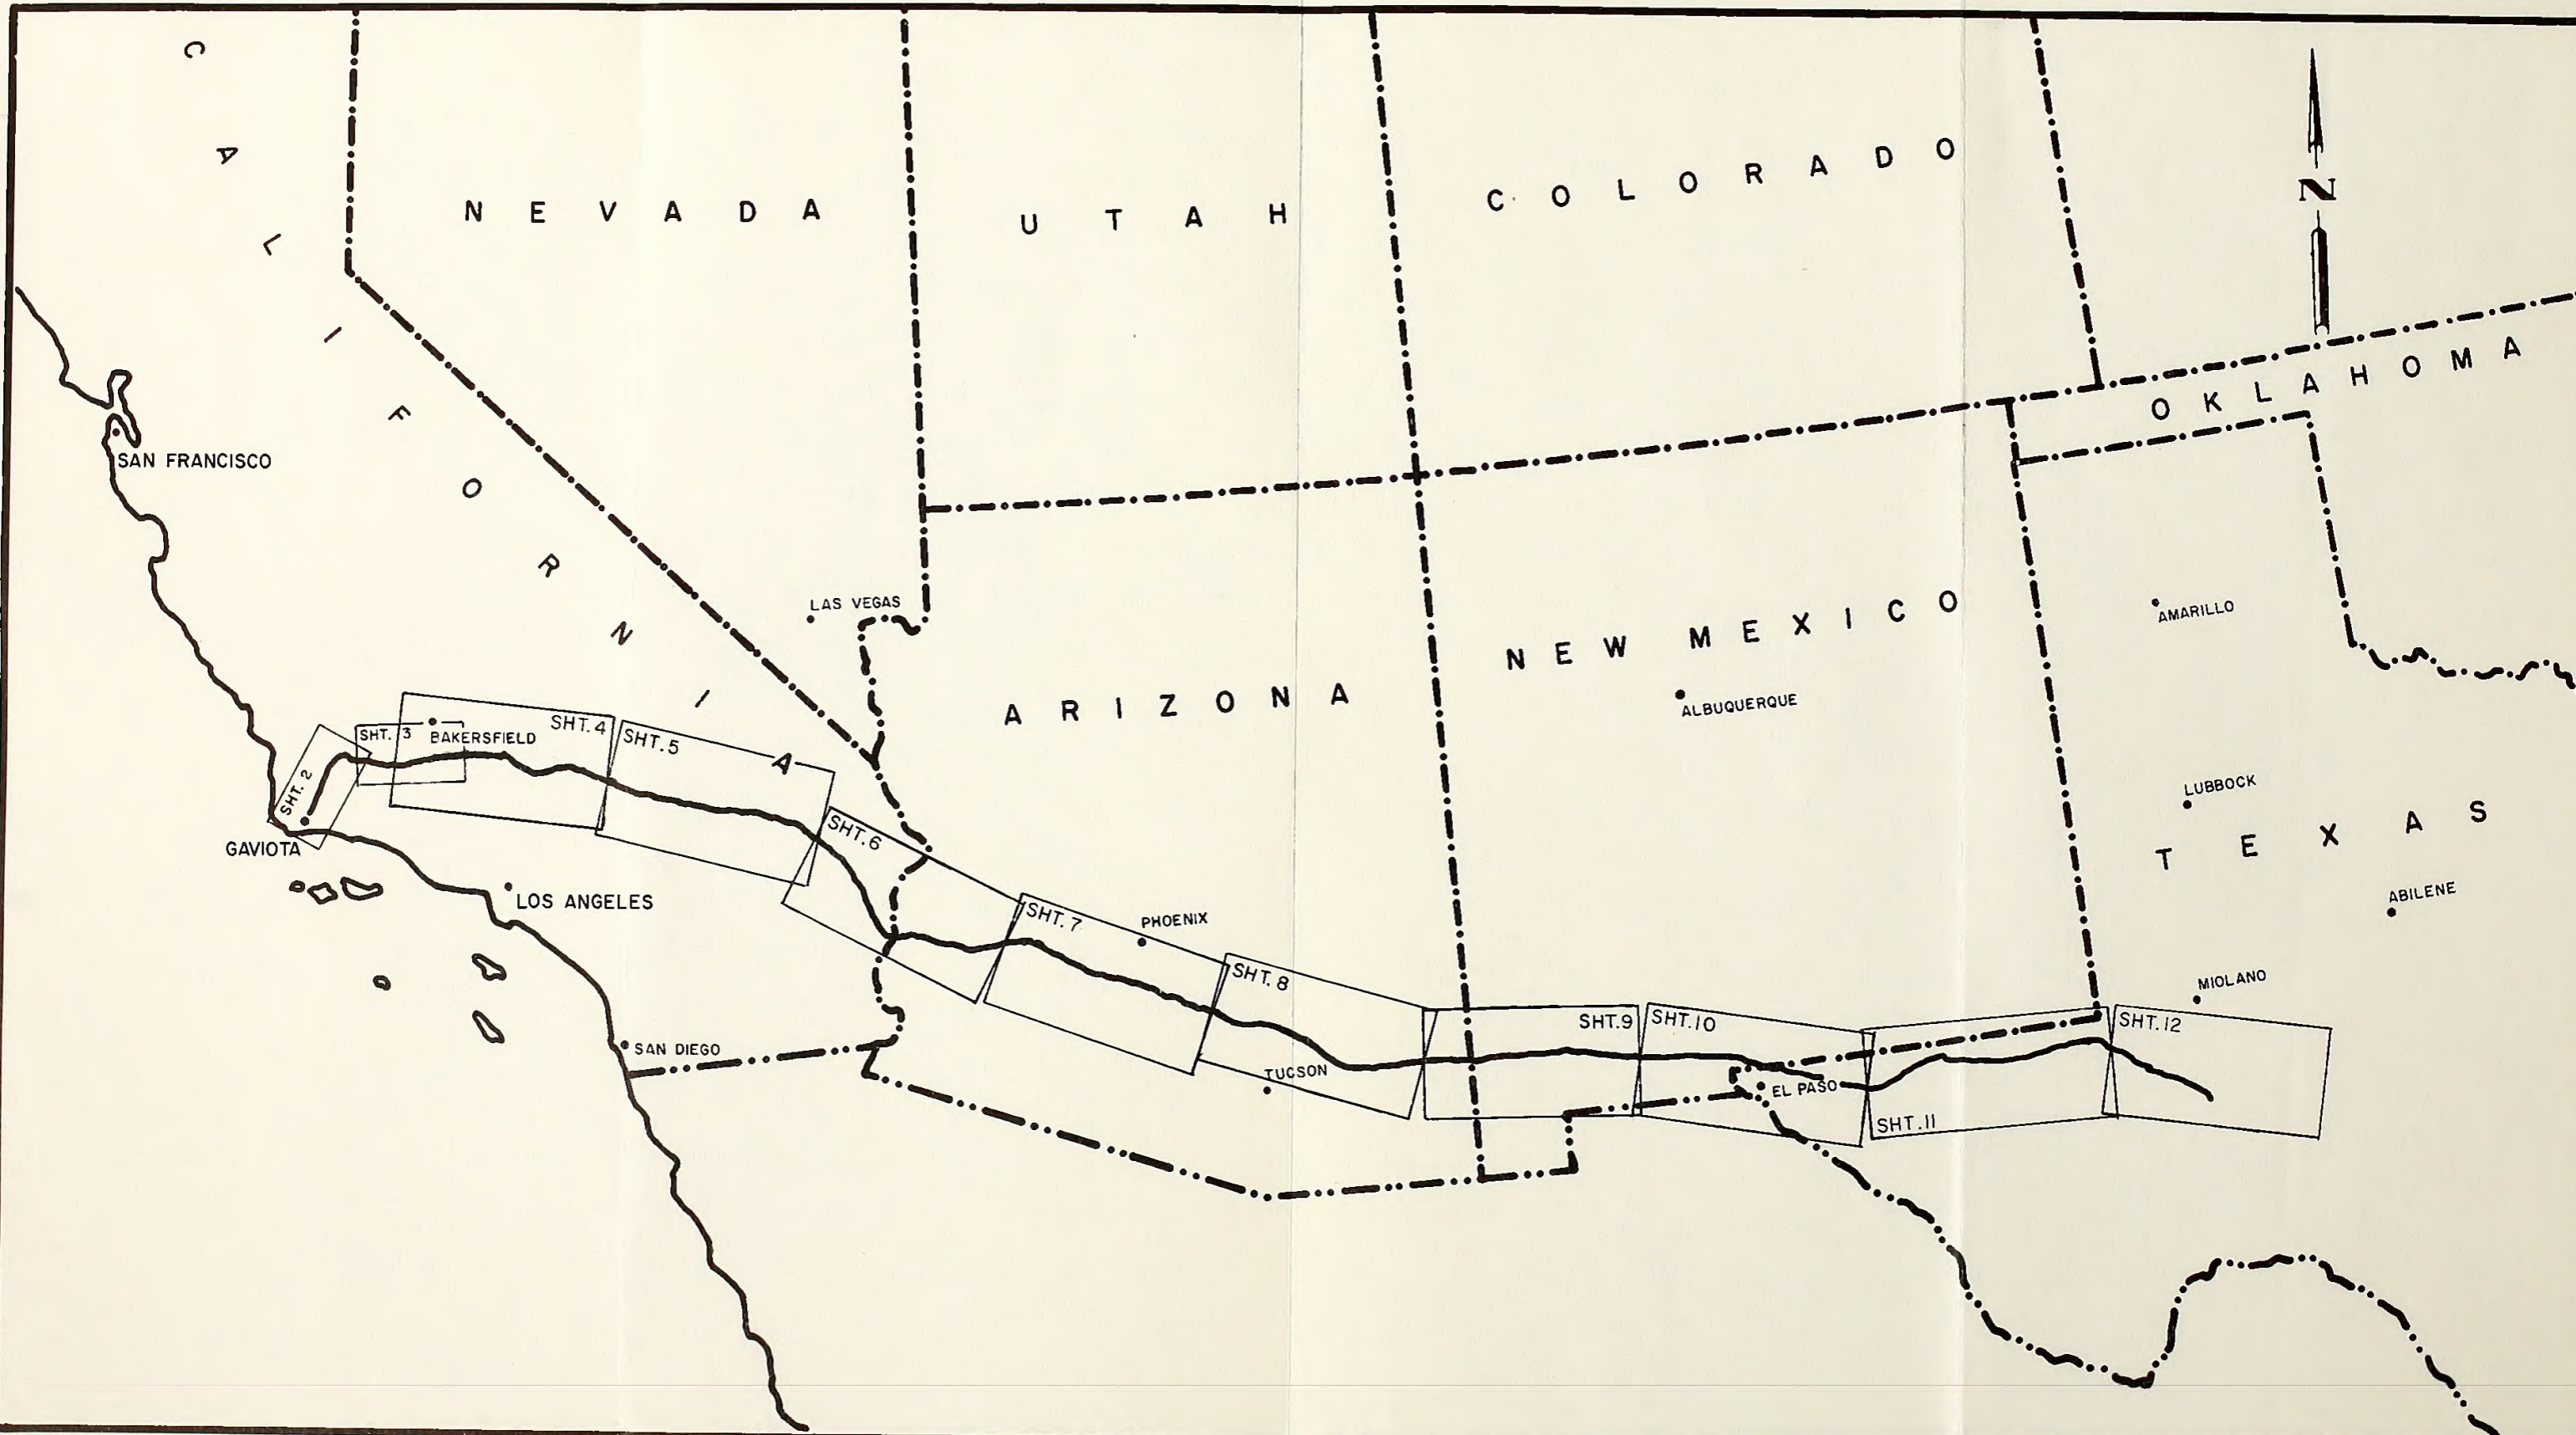 CALIFORNIA
NEVADA
UTAH
COLORADO
N
OKLAHOMA
SAN FRANCISCO
LAS VEGAS
ARIZONA
NEW MEXICO
ALBUQUERQUE
AMARILLO
LUBBOCK
TEXAS
ABILENE
MIOLANO
SHT. 2
SHT. 3
BAKERSFIELD
SHT. 4
SHT. 5
GAVIOTA
LOS ANGELES
SHT. 6
SHT. 7
PHOENIX
SHT. 8
SHT. 9
SHT. 10
SHT. 12
SAN DIEGO
TUCSON
EL PASO
SHT. 11